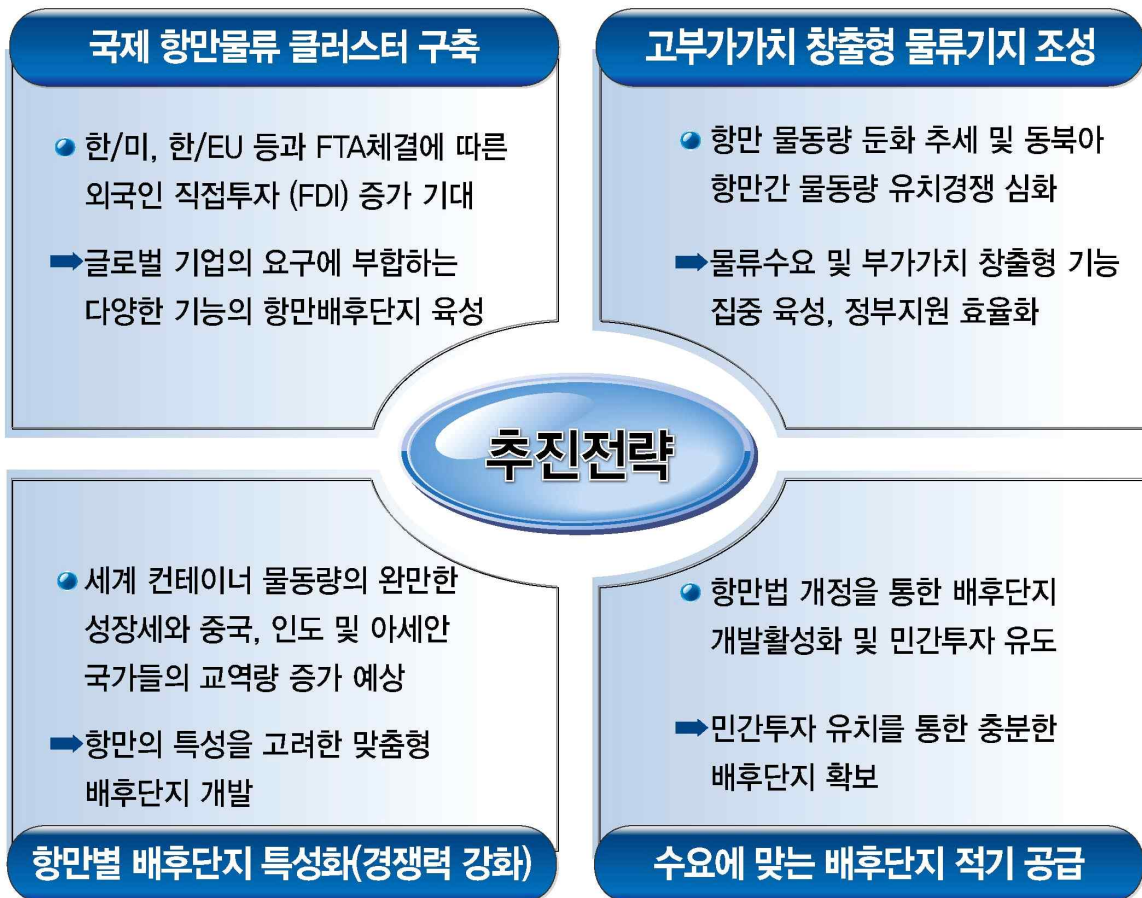 국제 항만물류 클러스터 구축
한/미, 한/EU 등과 FTA체결에 따른
외국인 직접투자 (FDI) 증가 기대
글로벌 기업의 요구에 부합하는
다양한 기능의 항만배후단지 육성
고부가가치 창출형 물류기지 조성
항만 물동량 둔화 추세 및 동북아
항만간 물동량 유치경쟁 심화
물류수요 및 부가가치 창출형 기능
집중 육성, 정부지원 효율화
추진전략
세계 컨테이너 물동량의 완만한
성장세와 중국, 인도 및 아세안
국가들의 교역량 증가 예상
항만의 특성을 고려한 맞춤형
배후단지 개발
항만별 배후단지 특성화(경쟁력 강화)
항만법 개정을 통한 배후단지
개발활성화 및 민간투자 유도
민간투자 유치를 통한 충분한
배후단지 확보
수요에 맞는 배후단지 적기 공급